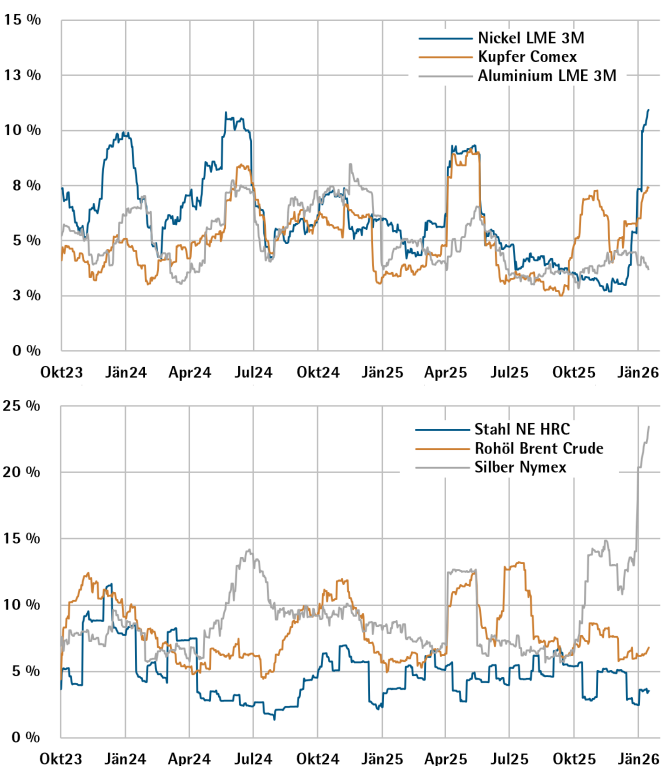 15 %
Nickel LME 3M
Kupfer Comex
13 %
Aluminium LME 3M
10 %
8 %
5 %
3 %
0 %
Okt23 Jän24 Apr24 Jul24 Okt24 Jän25 Apr25 Jul25 Okt25 Jän26
25 %
Stahl NE HRC
Rohöl Brent Crude
20 %
Silber Nymex
15 %
10 %
5 %
0 %
Okt23 Jän24 Apr24 Jul24 Okt24 Jän25 Apr25 Jul25 Okt25 Jän26